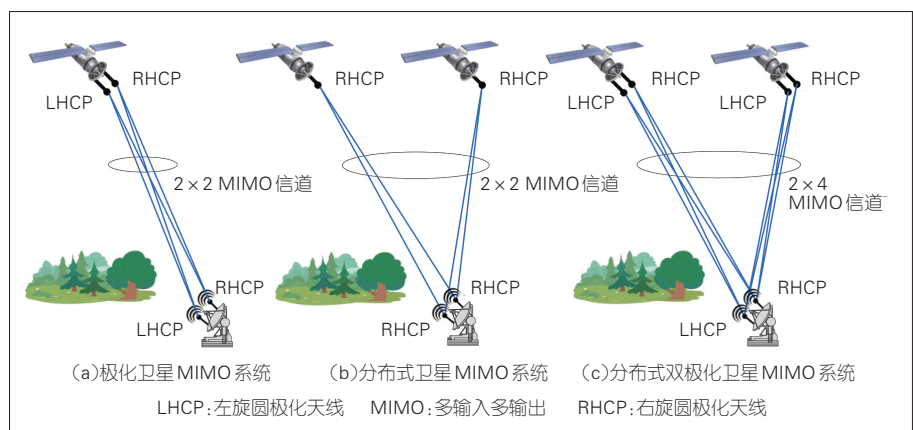 RHCP
LHCP
2×2 MIMO信道
RHCP
LHCP
(a)极化卫星MIMO系统
RHCP
RHCP
2×2 MIMO信道
RHCP
RHCP
(b)分布式卫星MIMO系统
RHCP
LHCP
RHCP
LHCP
2×4
MIMO信道
RHCP
LHCP
(c)分布式双极化卫星MIMO系统
LHCP:左旋圆极化天线 MIMO:多输入多输出 RHCP:右旋圆极化天线